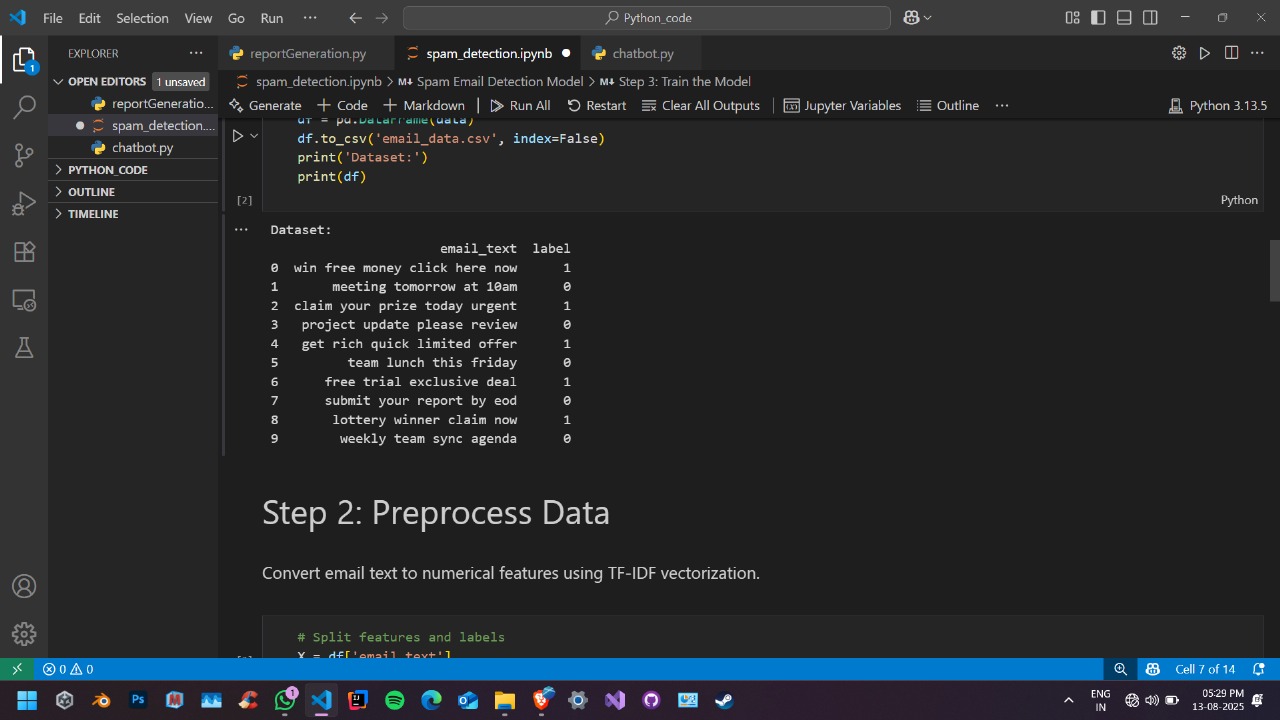 File Edit Selection View Go Run ··· Python_code
EXPLORER ···
reportGeneration.py spam_detection.ipynb chatbot.py
OPEN EDITORS 1 unsaved
reportGeneratio...
spam_detection....
chatbot.py
PYTHON_CODE
OUTLINE
TIMELINE
spam_detection.ipynb > M↓ Spam Email Detection Model > M↓ Step 3: Train the Model
Generate + Code + Markdown | Run All Restart Clear All Outputs | Jupyter Variables Outline ··· Python 3.13.5
df = pd.DataFrame(data)
df.to_csv('email_data.csv', index=False)
print('Dataset:')
print(df)
[2] Python
··· Dataset:
email_text label
0 win free money click here now 1
1 meeting tomorrow at 10am 0
2 claim your prize today urgent 1
3 project update please review 0
4 get rich quick limited offer 1
5 team lunch this friday 0
6 free trial exclusive deal 1
7 submit your report by eod 0
8 lottery winner claim now 1
9 weekly team sync agenda 0
Step 2: Preprocess Data
Convert email text to numerical features using TF-IDF vectorization.
# Split features and labels
X = df['email_text']
0 0 Cell 7 of 14
1
Ps
1
ENG
IN
05:29 PM
13-08-2025